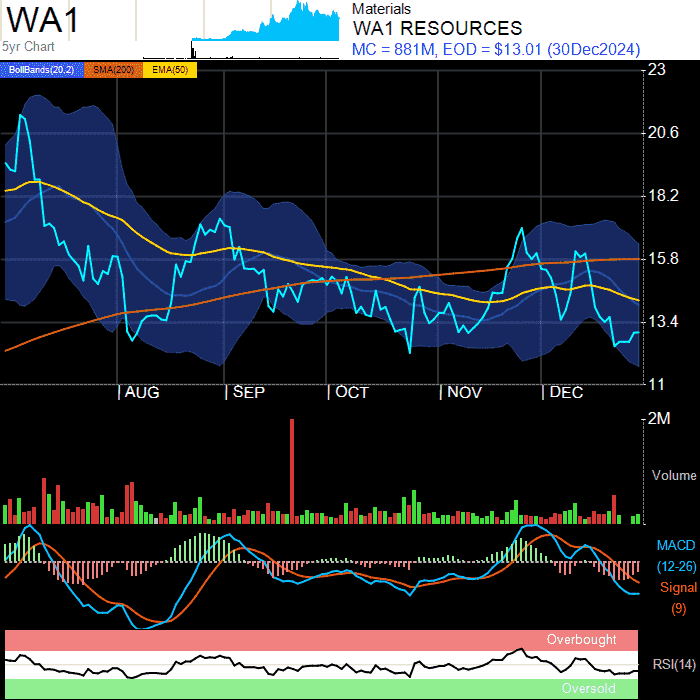 WA1
5yr Chart
Materials
WA1 RESOURCES
MC = 881M, EOD = $13.01 (30Dec2024)
BollBands(20,2) SMA(200) EMA(50)
23
20.6
18.2
15.8
13.4
11
AUG SEP OCT NOV DEC
2M
Volume
MACD
(12-26)
Signal
(9)
Overbought
RSI(14)
Oversold